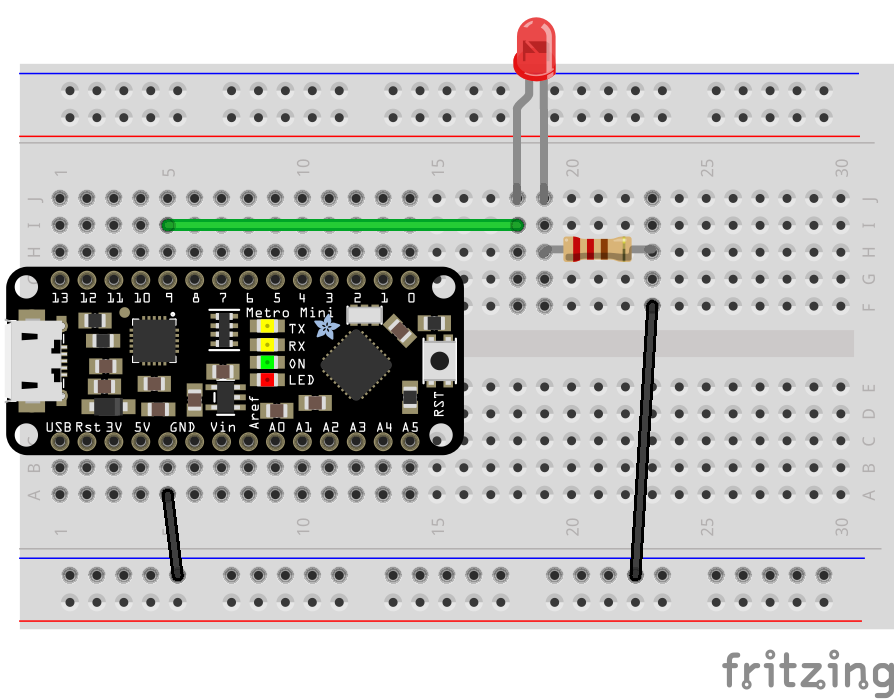 1 5 10 15 20 25 30
J J
I I
H H
G G
F F
13 12 11 10 9 8 7 6 5 4 3 2 1 0
Metro Mini
TX
RX
ON
LED
Aref
RST
USB Rst 3V 5V GND Vin A0 A1 A2 A3 A4 A5
E
D
C
B B
A A
1 5 10 15 20 25 30
fritzing